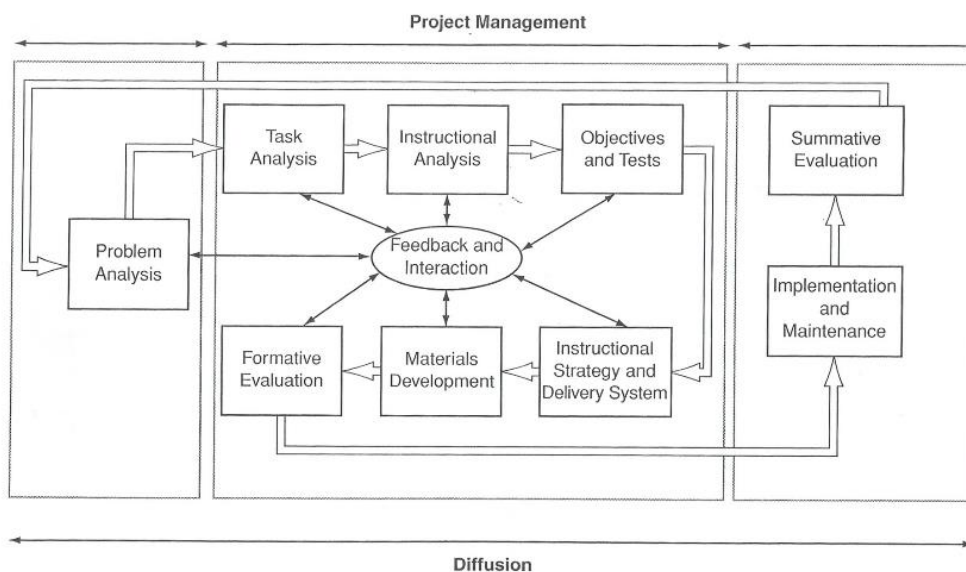 Project Management
Task
Analysis
Instructional
Analysis
Objectives
and Tests
Summative
Evaluation
Problem
Analysis
Feedback and
Interaction
Implementation
and
Maintenance
Formative
Evaluation
Materials
Development
Instructional
Strategy and
Delivery System
Diffusion